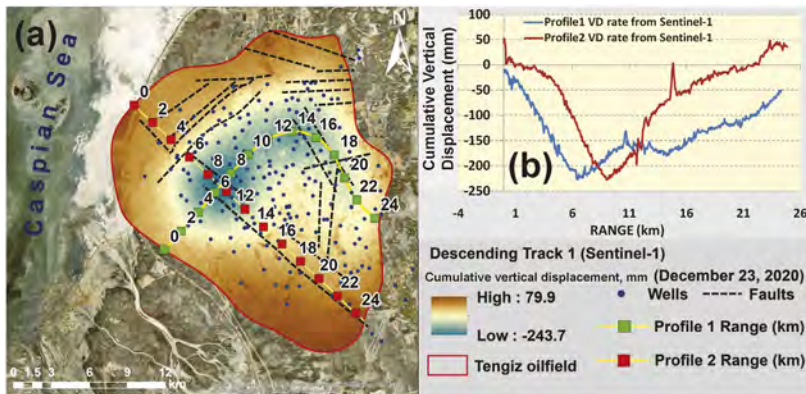 (a)
N
Caspian Sea
0
2
4
6
8
10
12
14
16
18
20
22
24
8
6
4
2
0
12
14
16
18
20
22
24
0 1.5 3 6 9 12
km
Cumulative Vertical
Displacement (mm)
100
50
0
-50
-100
-150
-200
-250
Profile1 VD rate from Sentinel-1
Profile2 VD rate from Sentinel-1
(b)
-4 1 6 11 16 21 26
RANGE (km)
Descending Track 1 (Sentinel-1)
Cumulative vertical displacement, mm (December 23, 2020)
High : 79.9
Low : -243.7
Wells
Faults
Profile 1 Range (km)
Tengiz oilfield
Profile 2 Range (km)